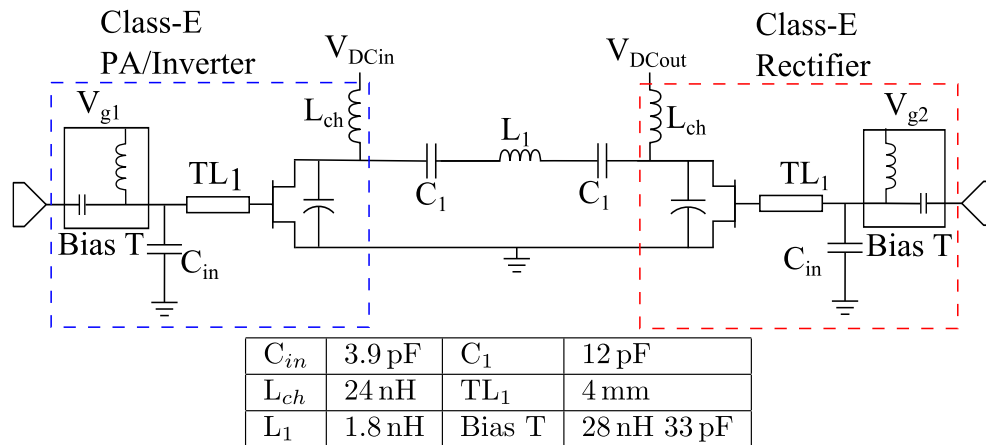 Class-E
PA/Inverter
Class-E
Rectifier
V_DCin
V_DCout
V_g1
V_g2
L_ch
L_ch
L_1
TL_1
TL_1
C_1
C_1
Bias T
Bias T
C_in
C_in
C_in 3.9 pF C_1 12 pF
L_ch 24 nH TL_1 4 mm
L_1 1.8 nH Bias T 28 nH 33 pF